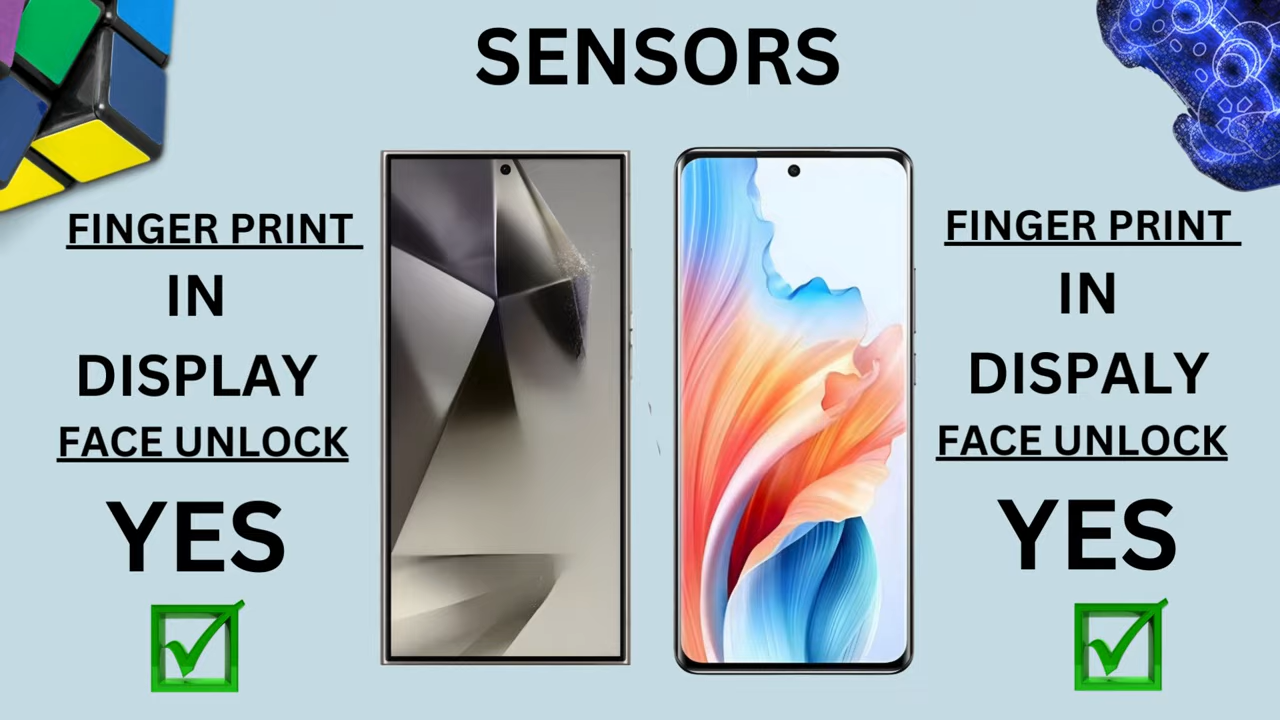 SENSORS
FINGER PRINT
IN
DISPLAY
FACE UNLOCK
YES
FINGER PRINT
IN
DISPALY
FACE UNLOCK
YES